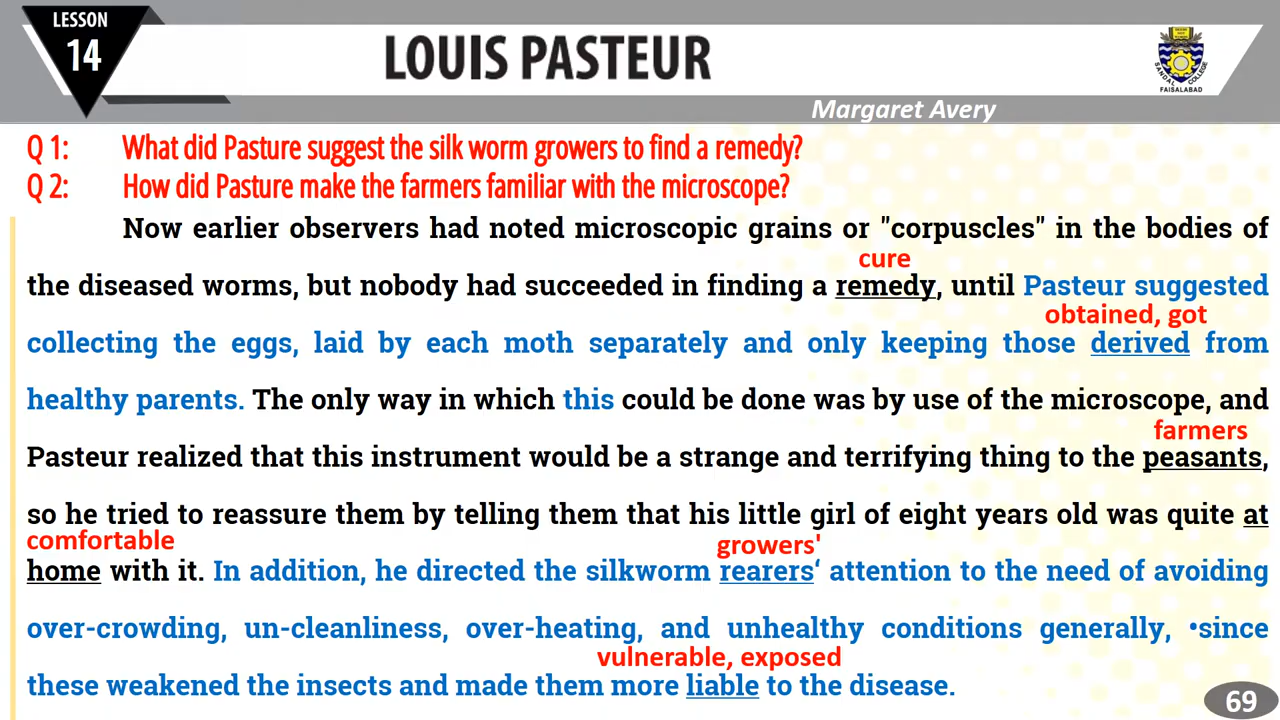 LESSON
14
LOUIS PASTEUR
SANDAL COLLEGE
FAISALABAD
Margaret Avery
Q 1: What did Pasture suggest the silk worm growers to find a remedy?
Q 2: How did Pasture make the farmers familiar with the microscope?
Now earlier observers had noted microscopic grains or "corpuscles" in the bodies of
cure
the diseased worms, but nobody had succeeded in finding a remedy, until Pasteur suggested
obtained, got
collecting the eggs, laid by each moth separately and only keeping those derived from
healthy parents. The only way in which this could be done was by use of the microscope, and
farmers
Pasteur realized that this instrument would be a strange and terrifying thing to the peasants,
so he tried to reassure them by telling them that his little girl of eight years old was quite at
comfortable growers'
home with it. In addition, he directed the silkworm rearers‘ attention to the need of avoiding
over-crowding, un-cleanliness, over-heating, and unhealthy conditions generally, •since
vulnerable, exposed
these weakened the insects and made them more liable to the disease.
69